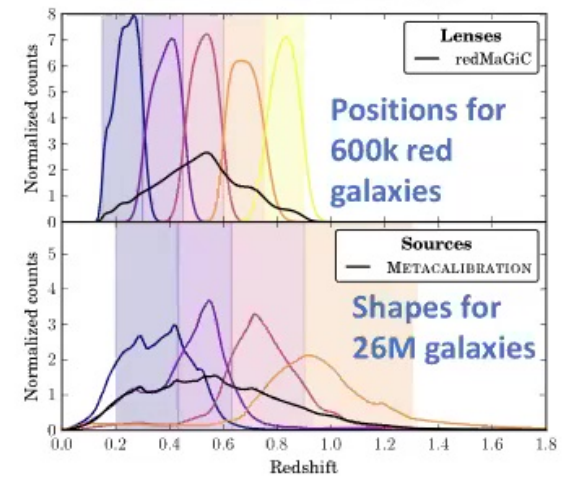 8
7
6
5
4
3
2
1
0
Normalized counts
Lenses
redMaGiC
Positions for
600k red
galaxies
5
4
3
2
1
0
Normalized counts
Sources
METACALIBRATION
Shapes for
26M galaxies
0.0 0.2 0.4 0.6 0.8 1.0 1.2 1.4 1.6 1.8
Redshift